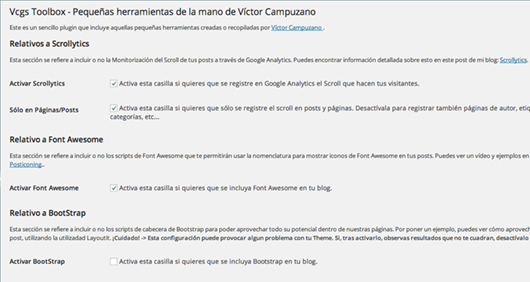 Vcgs Toolbox - Pequeñas herramientas de la mano de Víctor Campuzano
Este es un sencillo plugin que incluye aquellas pequeñas herramientas creadas o recopiladas por Víctor Campuzano .
Relativos a Scrollytics
Esta sección se refiere a incluir o no la Monitorización del Scroll de tus posts a través de Google Analytics. Puedes encontrar información detallada sobre esto en este post de mi blog: Scrollytics.
Activar Scrollytics Activa esta casilla si quieres que se registre en Google Analytics el Scroll que hacen tus visitantes.
Sólo en Páginas/Posts Activa esta casilla si quieres que sólo se registre el scroll en posts y páginas. Desactívala para registrar también páginas de autor, etiq
categorías, etc...
Relativo a Font Awesome
Esta sección se refiere a incluir o no los scripts de Font Awesome que te permitirán usar la nomenclatura para mostrar iconos de Font Awesome en tus posts. Puedes ver un vídeo y ejemplos en
Posticoning..
Activar Font Awesome Activa esta casilla si quieres que se incluya Font Awesome en tu blog.
Relativo a BootStrap
Esta sección se refiere a incluir o no los scripts de cabecera de Bootstrap para poder aprovechar todo su potencial dentro de nuestras páginas. Por poner un ejemplo, puedes ver cómo aprovech
post, utilizando la utilizadad Layoutit. ¡Cuidado! -> Esta configuración puede provocar algun problema con tu Theme. Si, tras activarlo, observas resultados que no te cuadran, desactívalo
Activar BootStrap Activa esta casilla si quieres que se incluya Bootstrap en tu blog.